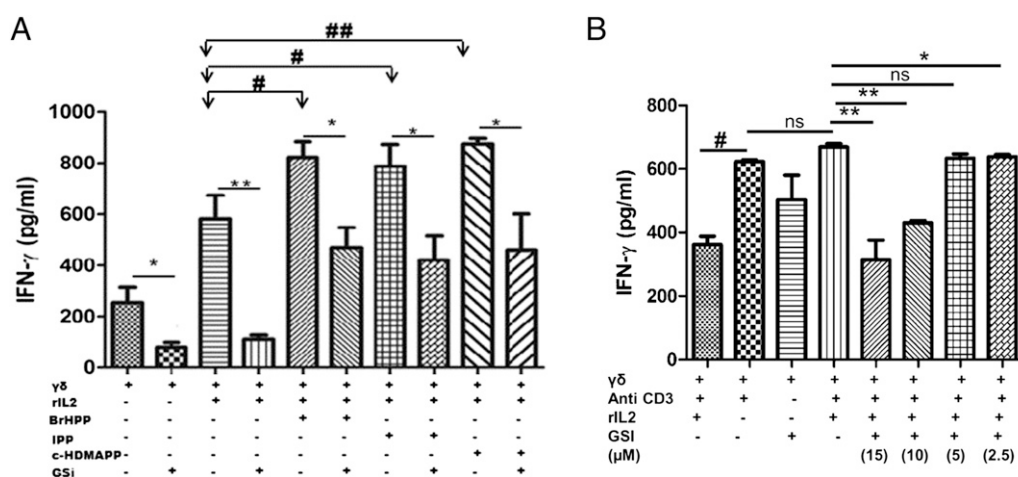 A
##
#
#
1000
800
600
400
200
0
IFN-γ (pg/ml)
*
**
*
*
*
γδ + + + + + + + + + +
rIL2 - - + + + + + + + +
BrHPP - - - - + + - - - -
IPP - - - - - - + + - -
c-HDMAPP - - - - - - - - + +
GSi - + - + - + - + - +
B
*
ns
**
**
ns
#
800
600
400
200
0
IFN-γ (pg/ml)
γδ + + + + + + + +
Anti CD3 + + - + + + + +
rIL2 + - - + + + + +
GSI - - + - + + + +
(μM) (15) (10) (5) (2.5)